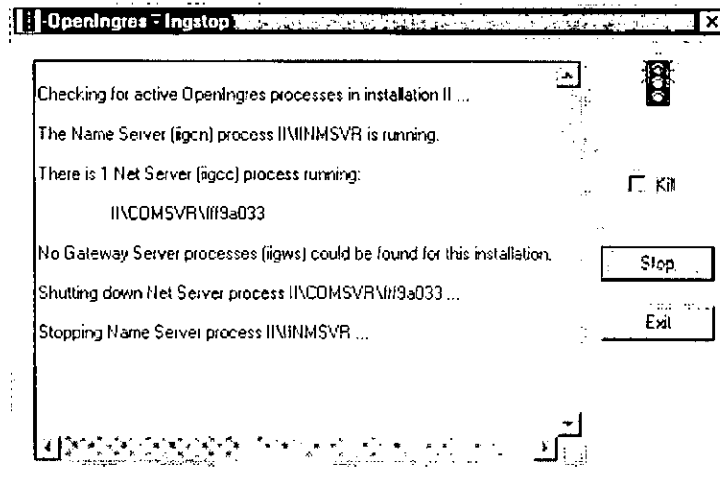 OpenIngres - Ingstop
Checking for active OpenIngres processes in installation II ...
The Name Server (iigcn) process II\IINMSVR is running.
There is 1 Net Server (iigcc) process running:
II\COMSVR\fff9a033
Kill
No Gateway Server processes (iigws) could be found for this installation.
Stop
Shutting down Net Server process II\COMSVR\fff9a033 ...
Exit
Stopping Name Server process II\IINMSVR ...